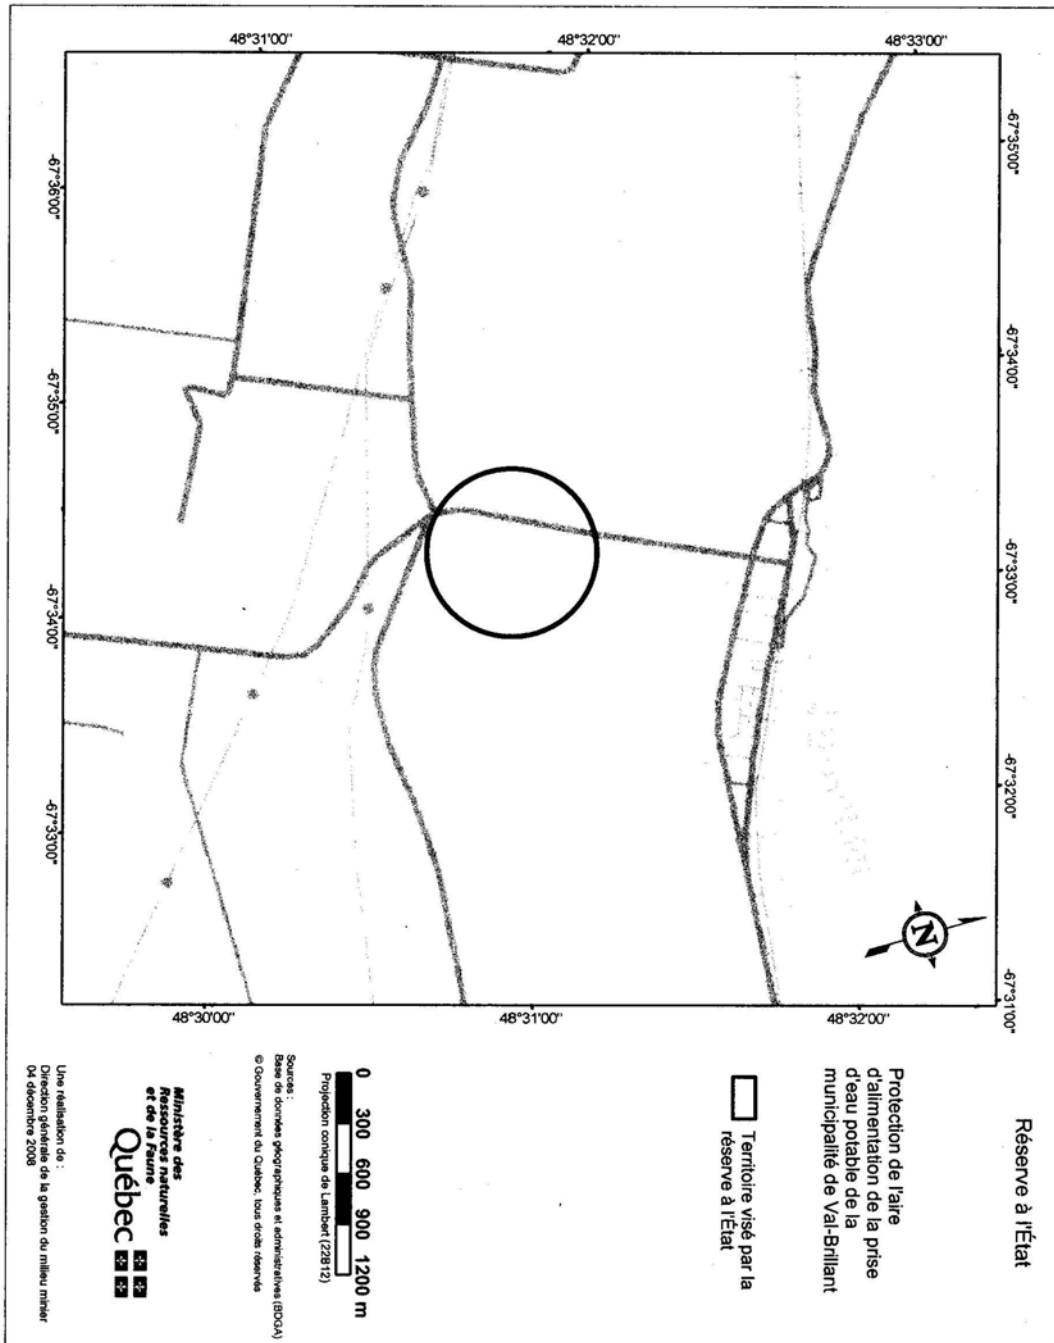 Réserve à l'État
Protection de l'aire
d'alimentation de la prise
d'eau potable de la
municipalité de Val-Brillant
Territoire visé par la
réserve à l'État
0 300 600 900 1200 m
Projection conique de Lambert (22812)
Sources :
Base de données géographiques et administratives (BDGA)
© Gouvernement du Québec, tous droits réservés
Ministère des
Ressources naturelles
et de la Faune
Québec
Une réalisation de :
Direction générale de la gestion du milieu minier
04 décembre 2008
48°31'00"
48°32'00"
48°33'00"
-67°35'00"
-67°34'00"
-67°33'00"
-67°32'00"
-67°31'00"
-67°36'00"
-67°35'00"
-67°34'00"
-67°33'00"
48°30'00"
48°31'00"
48°32'00"
N